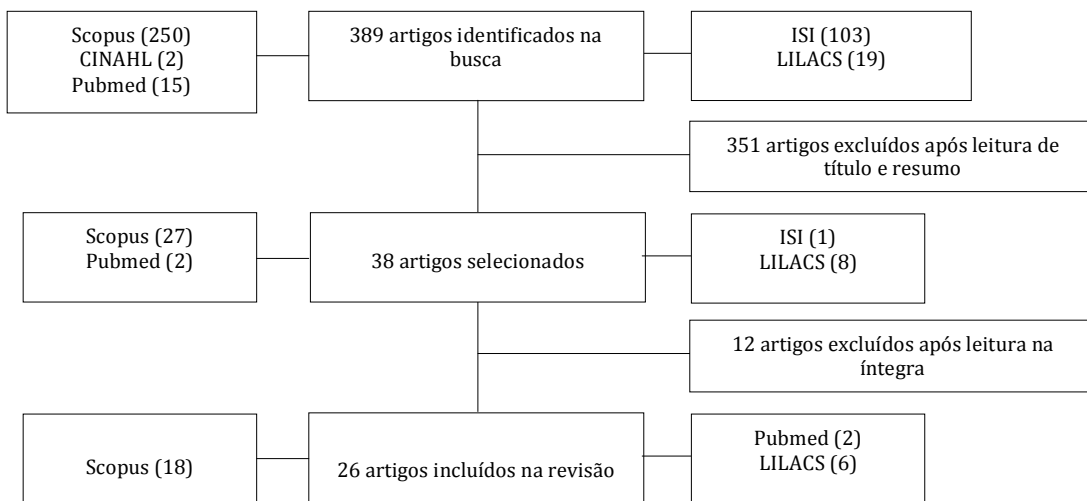 Scopus (250)
CINAHL (2)
Pubmed (15)
389 artigos identificados na
busca
ISI (103)
LILACS (19)
351 artigos excluídos após leitura de
título e resumo
Scopus (27)
Pubmed (2)
38 artigos selecionados
ISI (1)
LILACS (8)
12 artigos excluídos após leitura na
íntegra
Scopus (18)
26 artigos incluídos na revisão
Pubmed (2)
LILACS (6)